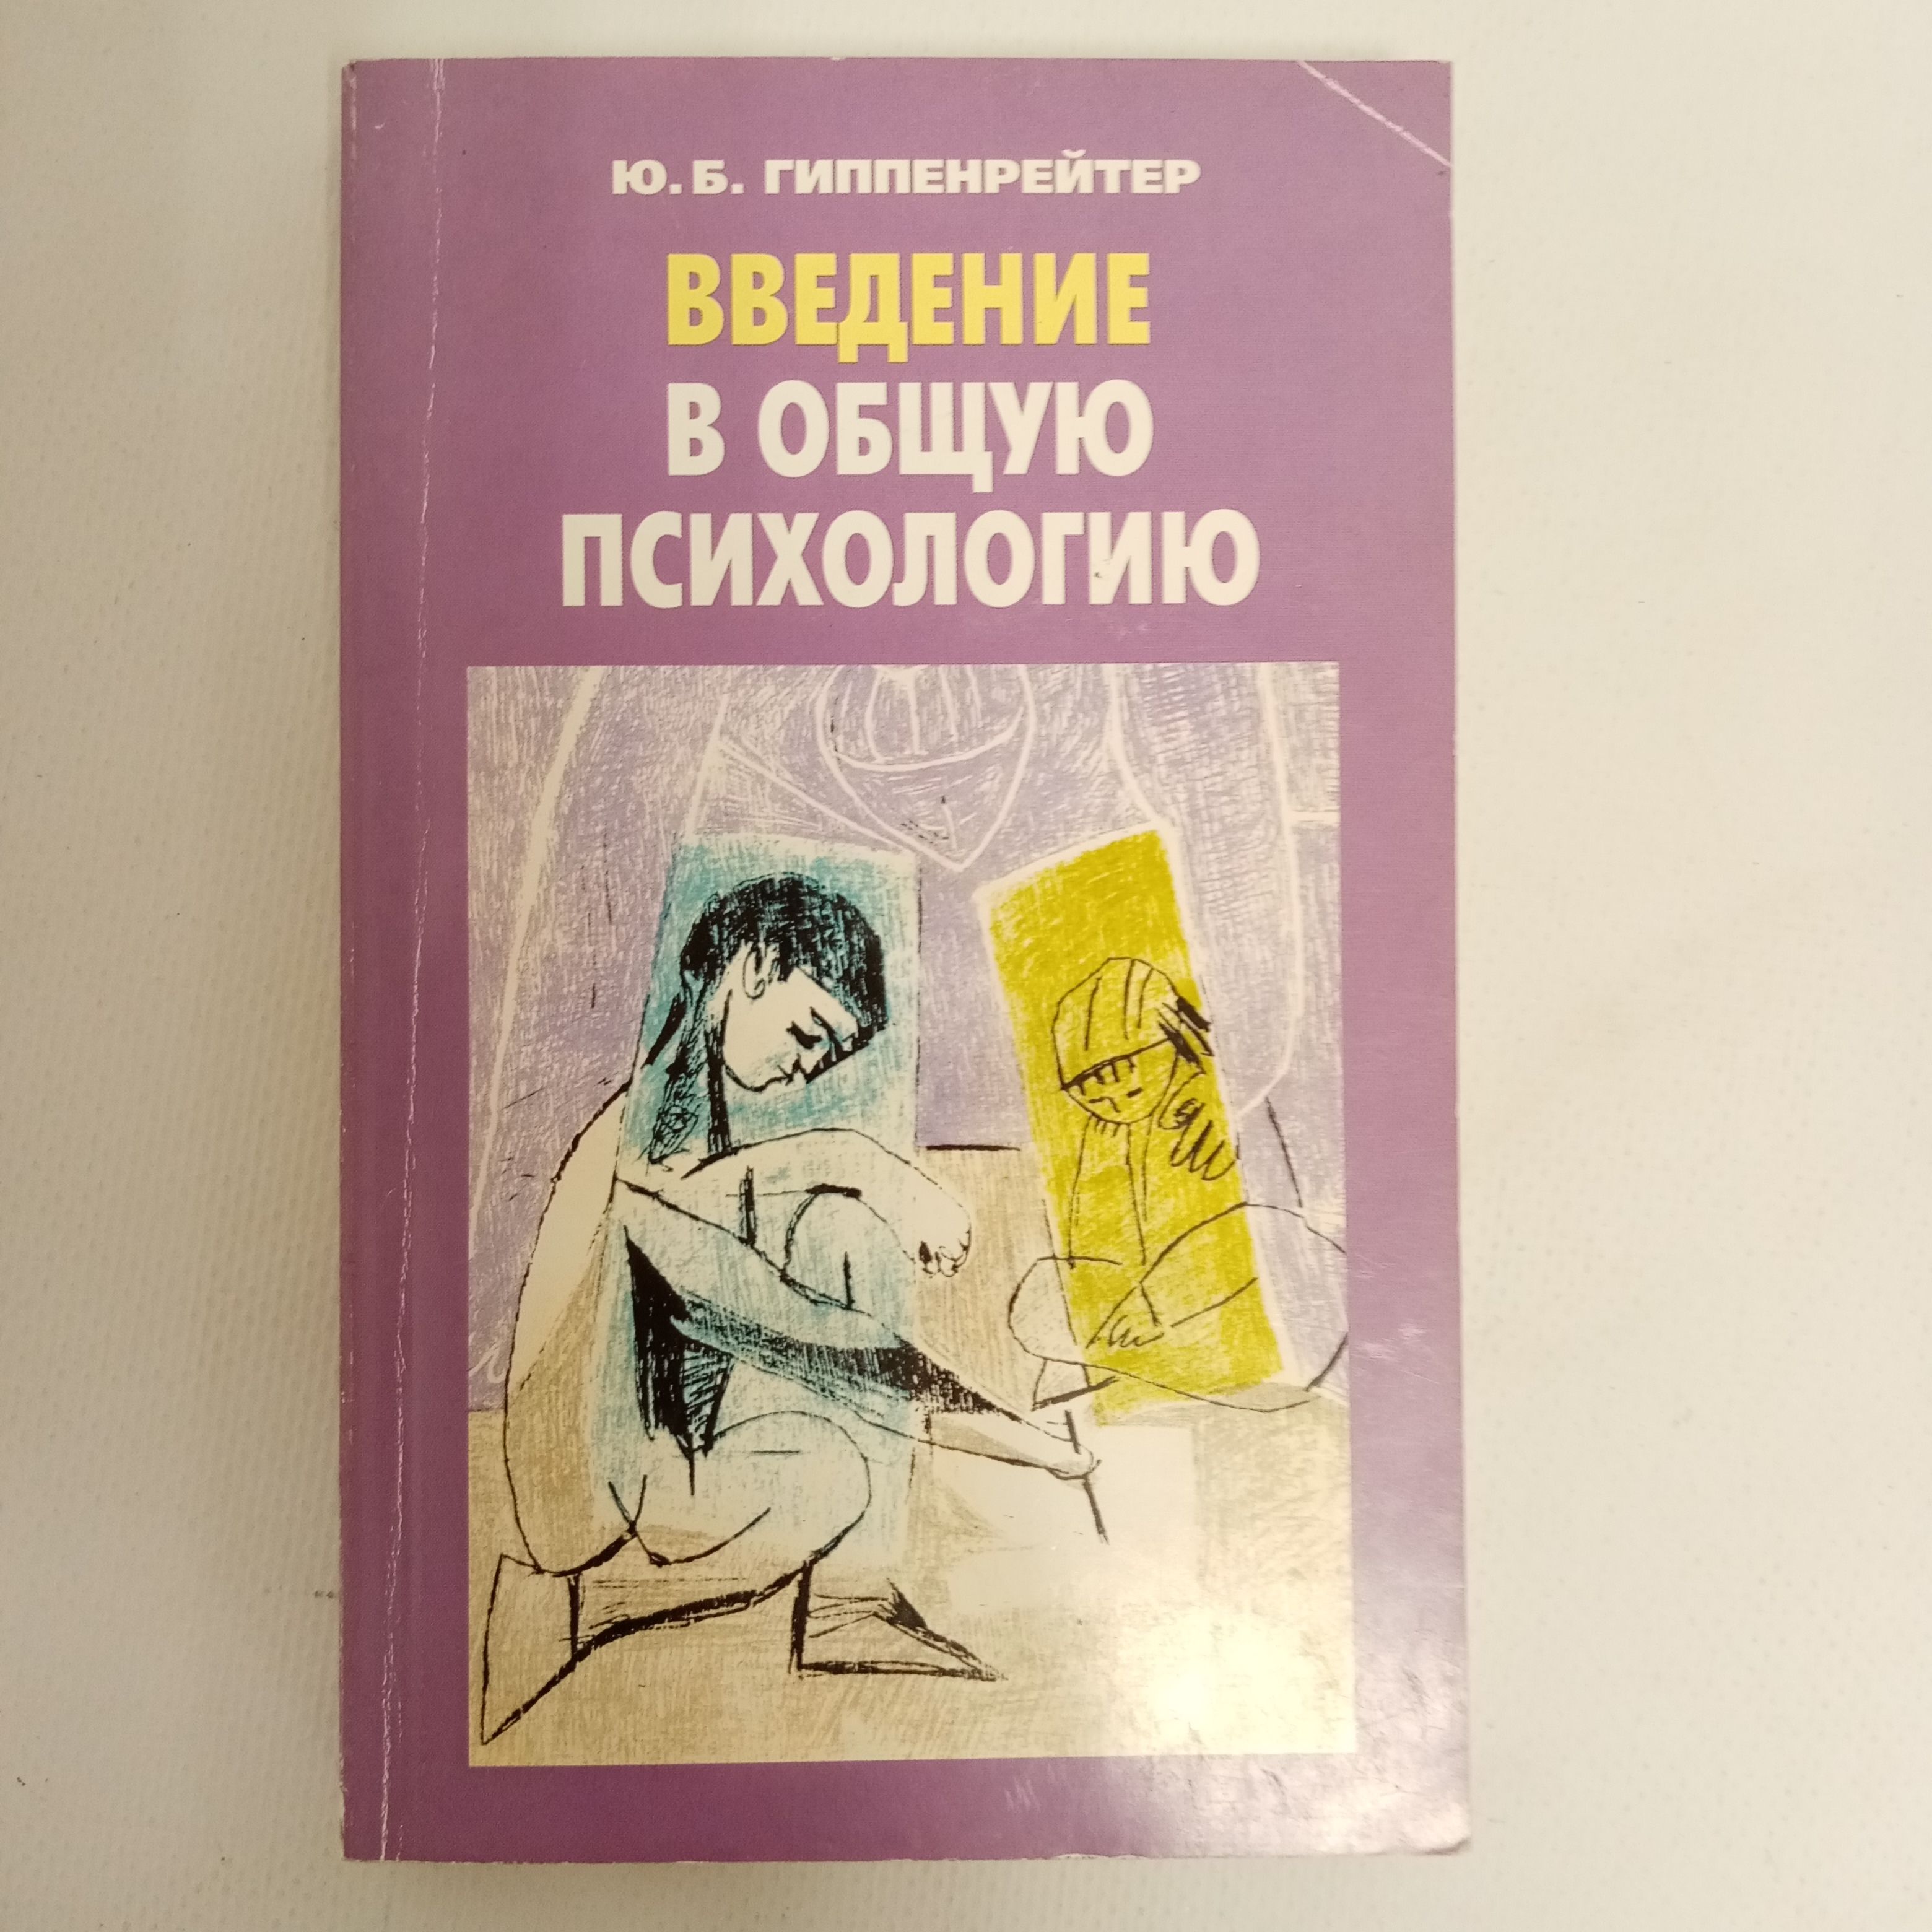 Ю. Б. ГИППЕНРЕЙТЕР
ВВЕДЕНИЕ
В ОБЩУЮ
ПСИХОЛОГИЮ